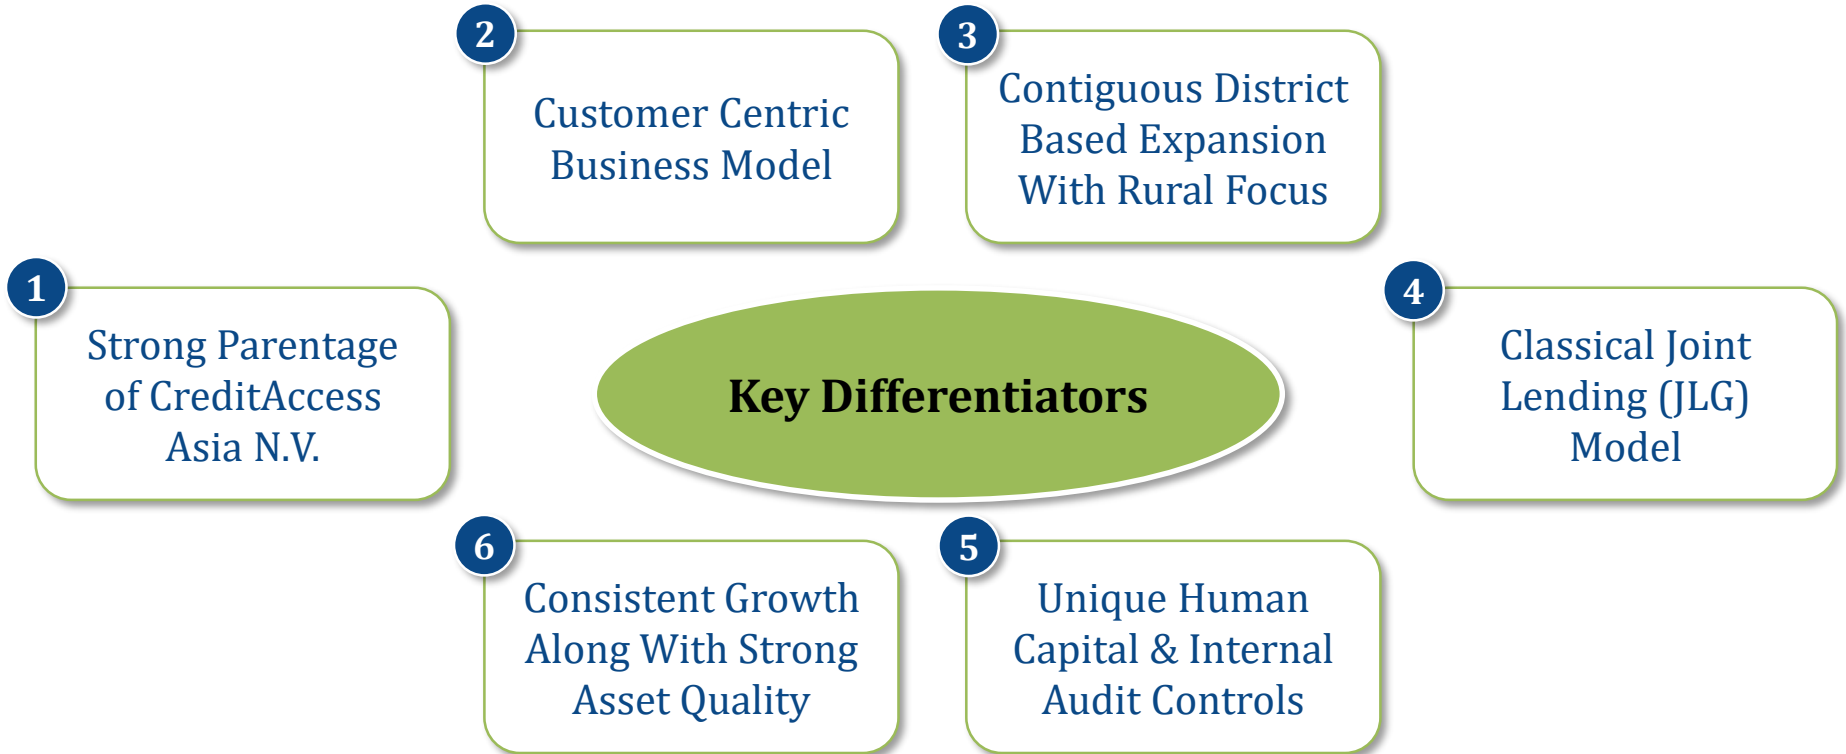 1
Strong Parentage
of CreditAccess
Asia N.V.
2
Customer Centric
Business Model
3
Contiguous District
Based Expansion
With Rural Focus
4
Classical Joint
Lending (JLG)
Model
5
Unique Human
Capital & Internal
Audit Controls
6
Consistent Growth
Along With Strong
Asset Quality
Key Differentiators